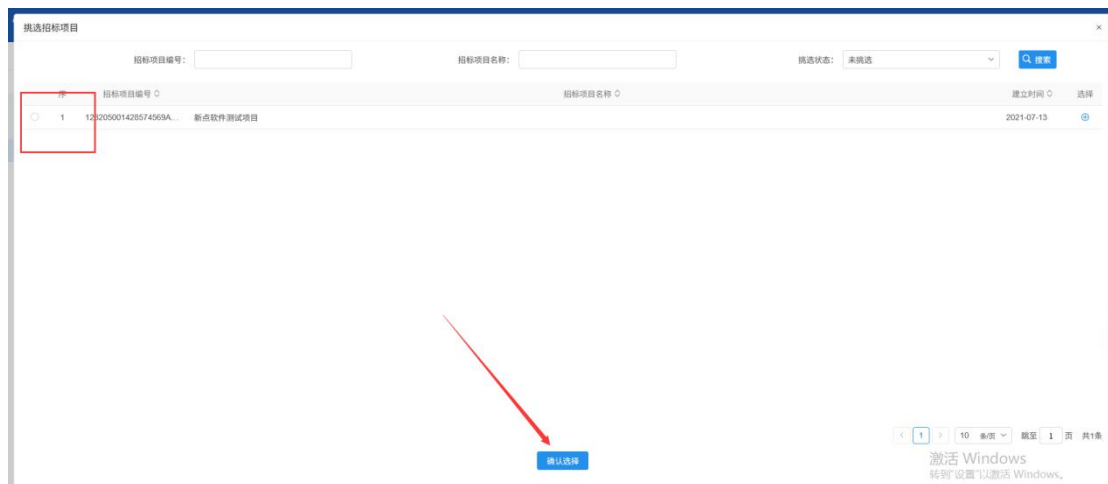 挑选招标项目
招标项目编号: 招标项目名称: 挑选状态: 未挑选 搜索
序 招标项目编号 招标项目名称 建立时间 选择
1 新点软件测试项目 2021-07-13
1 10 条/页 跳至 1 页 共1条
确认选择
激活 Windows
转到"设置"以激活 Windows。